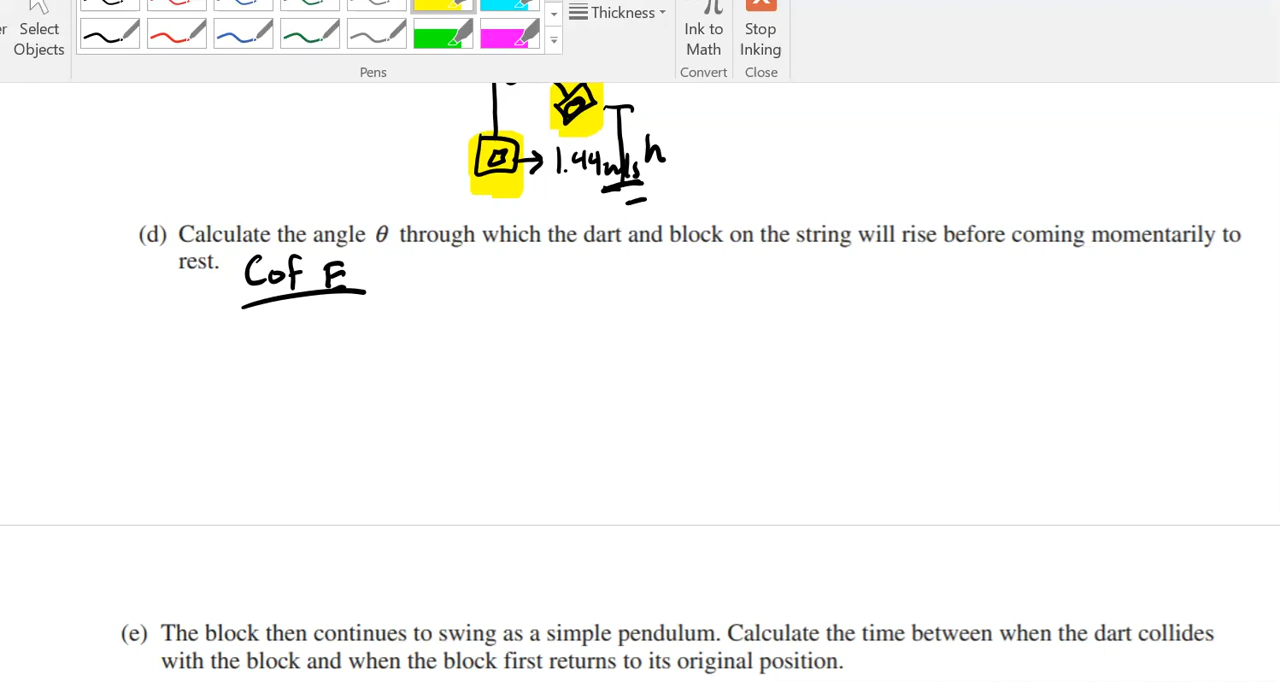 Thickness
Select
Objects
Ink to
Math
Stop
Inking
Pens
Convert
Close
1.44m/s
h
(d) Calculate the angle θ through which the dart and block on the string will rise before coming momentarily to
rest.
Cof E
(e) The block then continues to swing as a simple pendulum. Calculate the time between when the dart collides
with the block and when the block first returns to its original position.